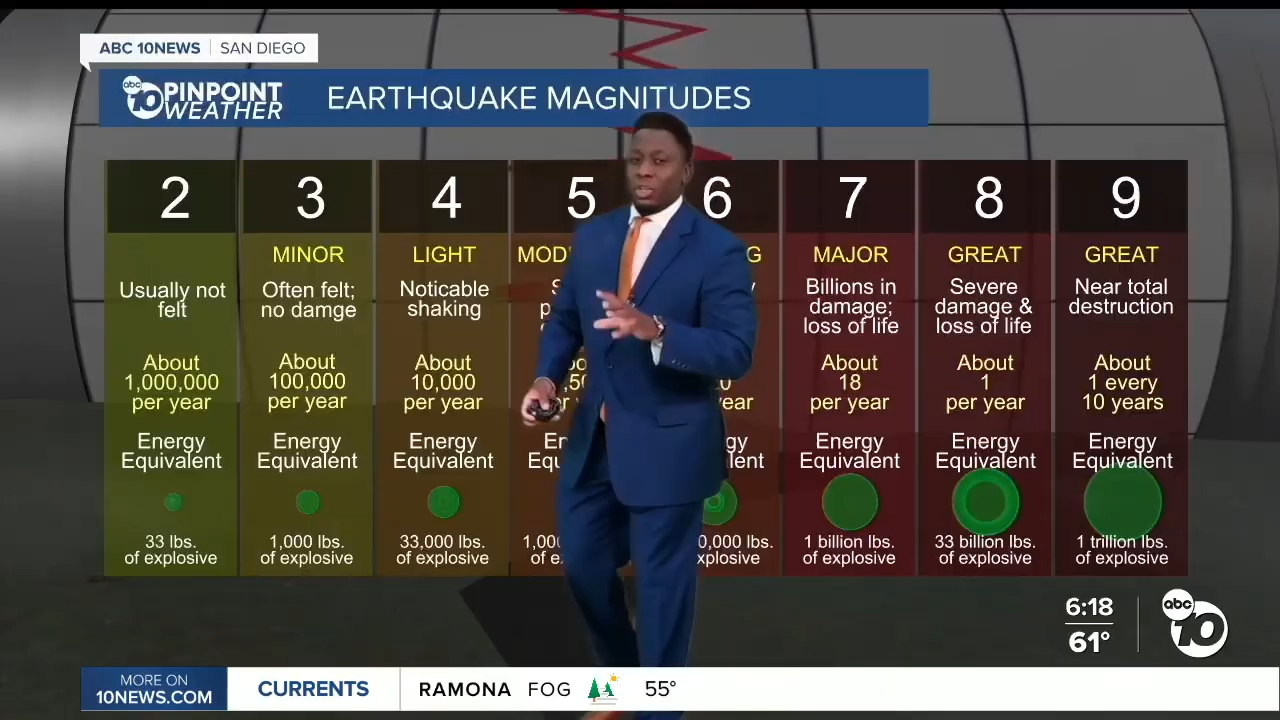 ABC 10NEWS | SAN DIEGO
abc 10 PINPOINT WEATHER
EARTHQUAKE MAGNITUDES
2
Usually not
felt
About
1,000,000
per year
Energy
Equivalent
33 lbs.
of explosive
3
MINOR
Often felt;
no damge
About
100,000
per year
Energy
Equivalent
1,000 lbs.
of explosive
4
LIGHT
Noticable
shaking
About
10,000
per year
Energy
Equivalent
33,000 lbs.
of explosive
5
6
7
MAJOR
Billions in
damage;
loss of life
About
18
per year
Energy
Equivalent
1 billion lbs.
of explosive
8
GREAT
Severe
damage &
loss of life
About
1
per year
Energy
Equivalent
33 billion lbs.
of explosive
9
GREAT
Near total
destruction
About
1 every
10 years
Energy
Equivalent
1 trillion lbs.
of explosive
6:18
61°
abc 10
MORE ON
10NEWS.COM
CURRENTS
RAMONA FOG 55°